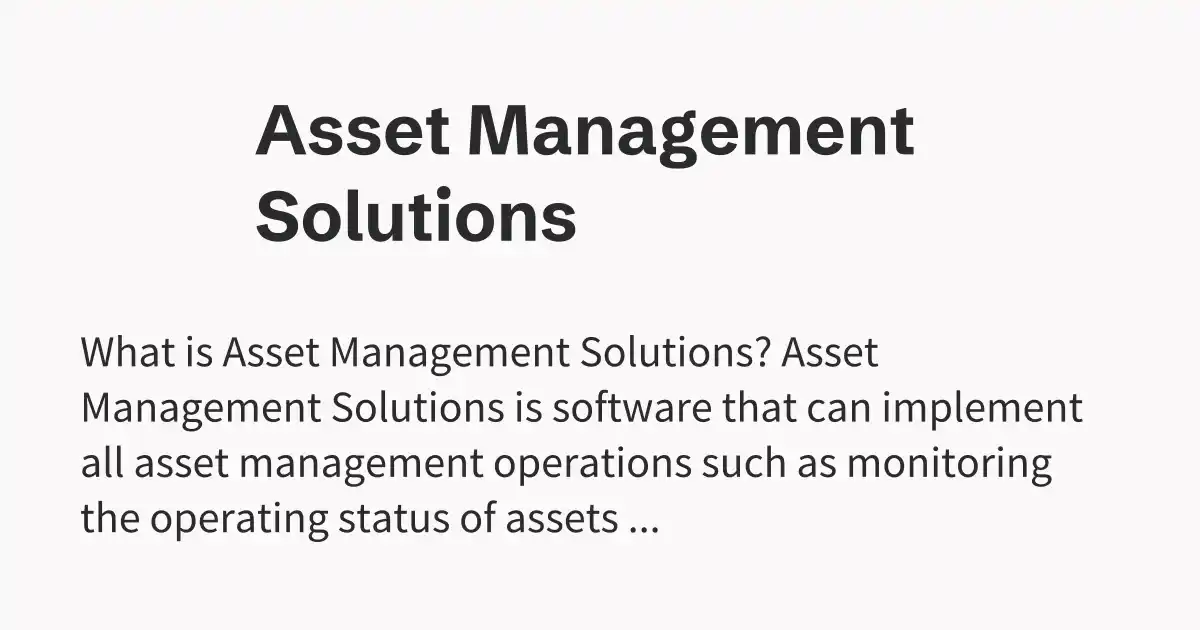 Asset Management
Solutions
What is Asset Management Solutions? Asset
Management Solutions is software that can implement
all asset management operations such as monitoring
the operating status of assets ...